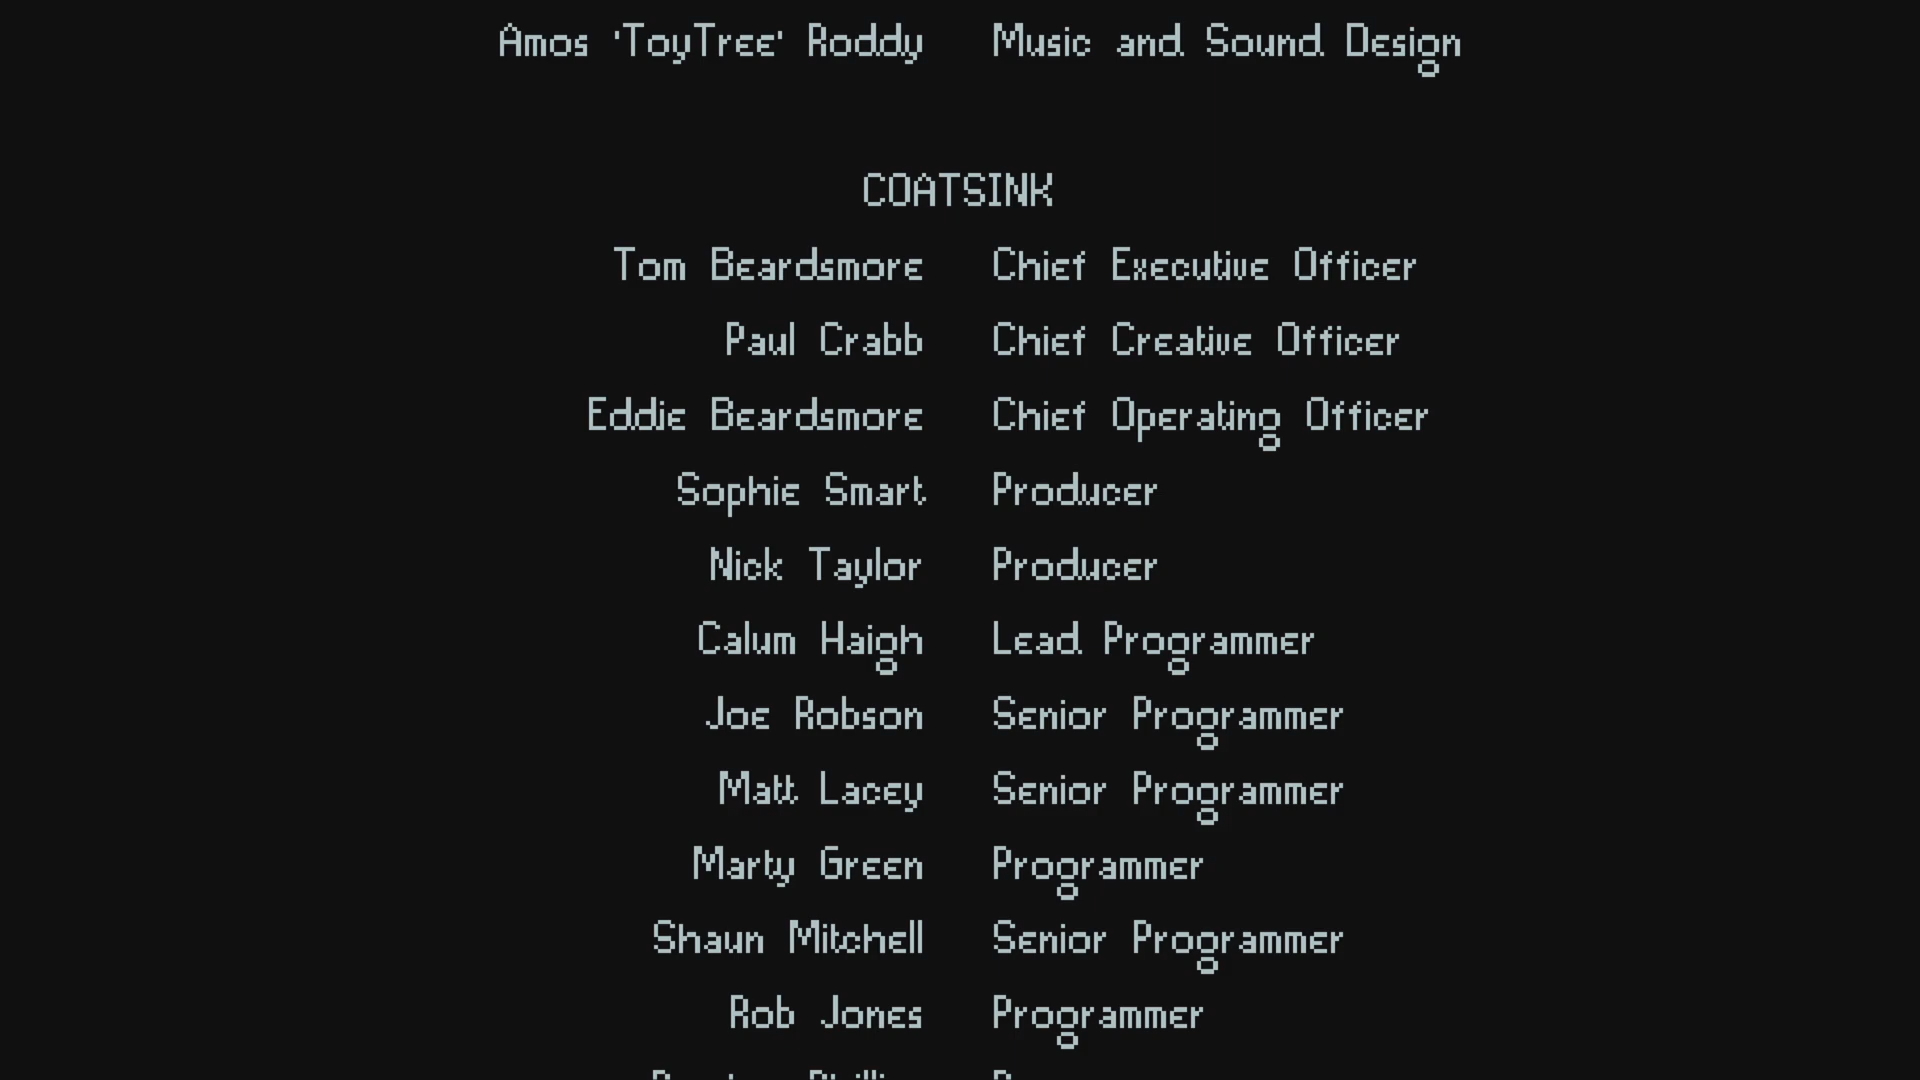 Amos 'ToyTree' Roddy Music and Sound Design
COATSINK
Tom Beardsmore Chief Executive Officer
Paul Crabb Chief Creative Officer
Eddie Beardsmore Chief Operating Officer
Sophie Smart Producer
Nick Taylor Producer
Calum Haigh Lead Programmer
Joe Robson Senior Programmer
Matt Lacey Senior Programmer
Marty Green Programmer
Shaun Mitchell Senior Programmer
Rob Jones Programmer